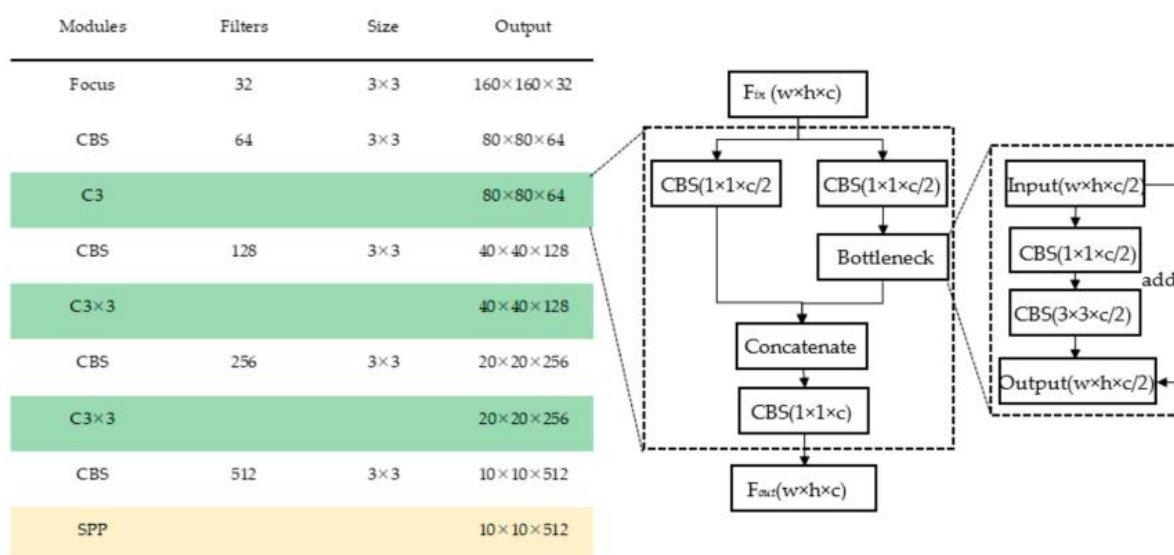 Modules Filters Size Output
Focus 32 3×3 160×160×32
CBS 64 3×3 80×80×64
C3 80×80×64
CBS 128 3×3 40×40×128
C3×3 40×40×128
CBS 256 3×3 20×20×256
C3×3 20×20×256
CBS 512 3×3 10×10×512
SPP 10×10×512
Fin (w×h×c)
CBS(1×1×c/2
CBS(1×1×c/2)
Bottleneck
Concatenate
CBS(1×1×c)
Fout(w×h×c)
Input(w×h×c/2)
CBS(1×1×c/2)
add
CBS(3×3×c/2)
Output(w×h×c/2)